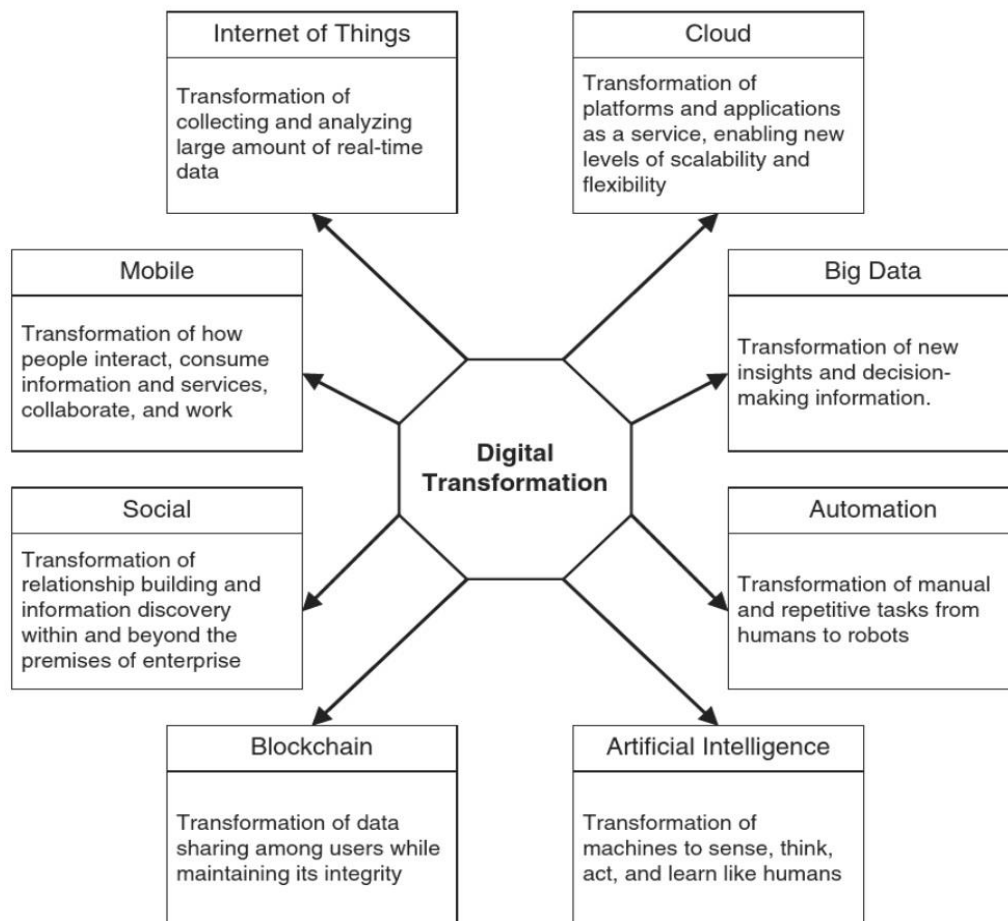 Internet of Things
Transformation of
collecting and analyzing
large amount of real-time
data
Cloud
Transformation of
platforms and applications
as a service, enabling new
levels of scalability and
flexibility
Mobile
Transformation of how
people interact, consume
information and services,
collaborate, and work
Big Data
Transformation of new
insights and decision-
making information.
Digital
Transformation
Social
Transformation of
relationship building and
information discovery
within and beyond the
premises of enterprise
Automation
Transformation of manual
and repetitive tasks from
humans to robots
Blockchain
Transformation of data
sharing among users while
maintaining its integrity
Artificial Intelligence
Transformation of
machines to sense, think,
act, and learn like humans